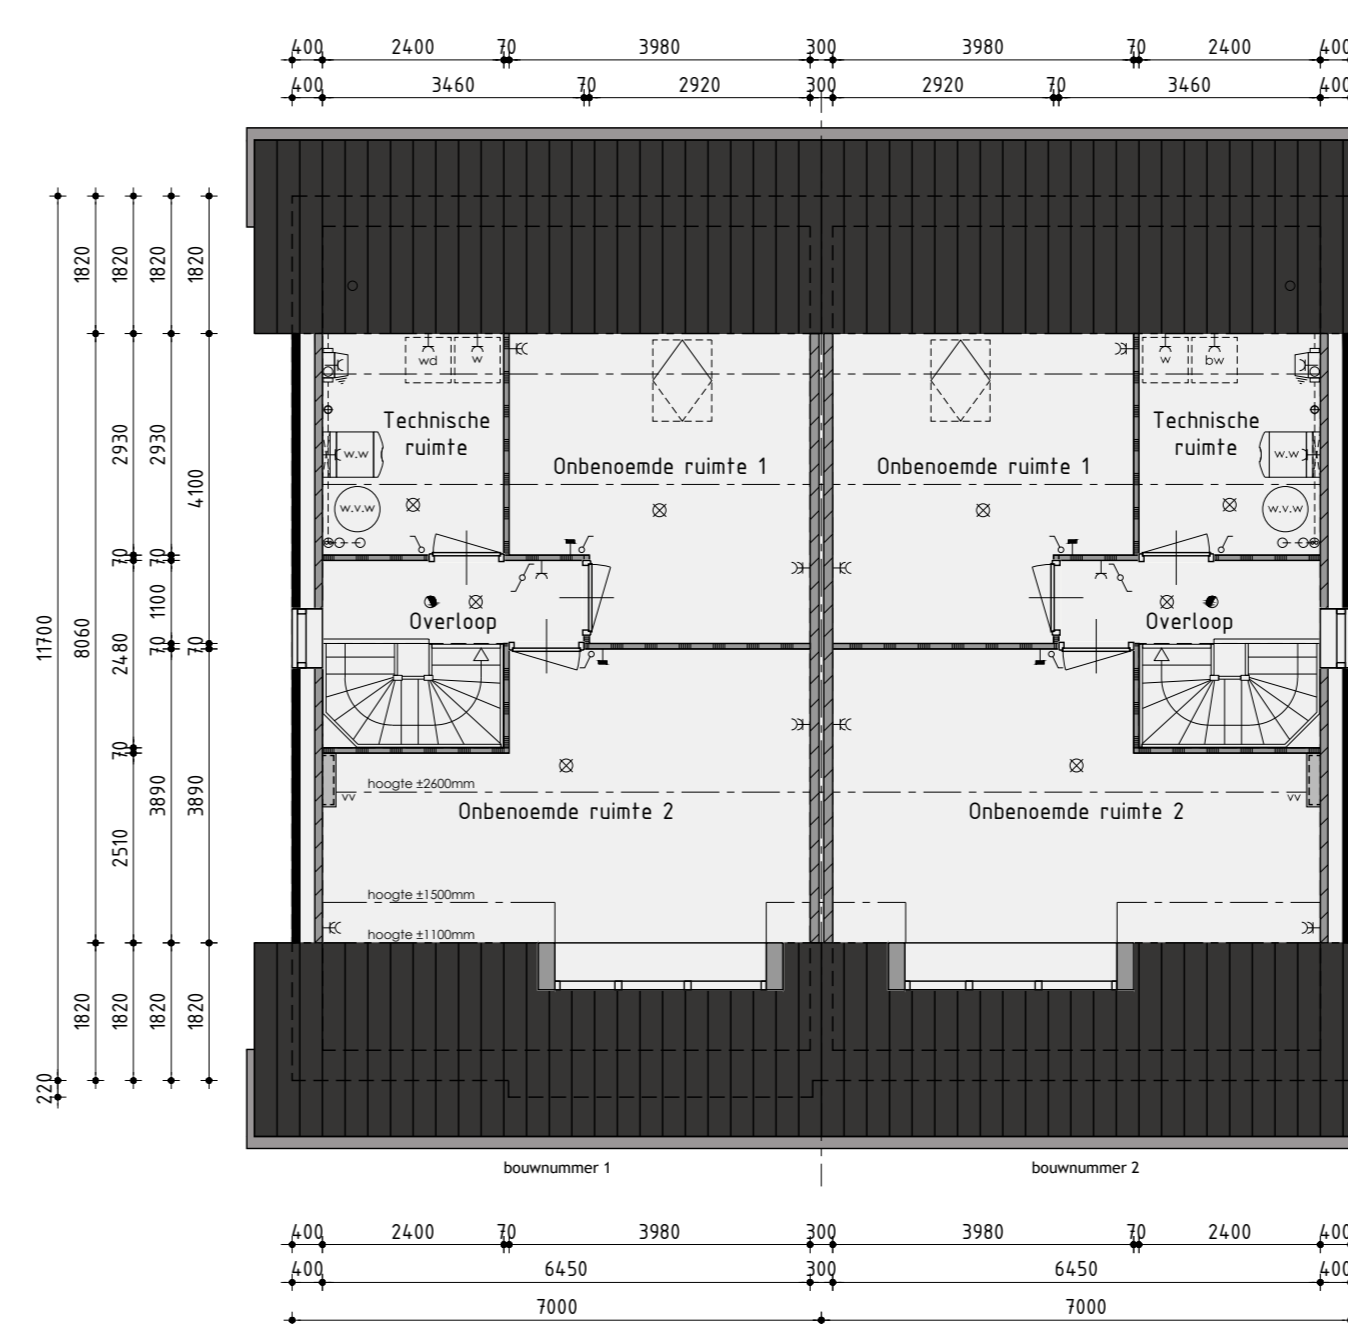 400 2400 70 3980 300 3980 70 2400 400
400 3460 70 2920 300 2920 70 3460 400
1820 1820 1820 1820
wd w w bw
Technische ruimte
Technische ruimte
2930 2930
w.w w.w
Onbenoemde ruimte 1 Onbenoemde ruimte 1
4100
w.v.w w.v.w
70 70
1100
Overloop Overloop
11700 8060 2480 70 70
70
hoogte ±2600mm
vv vv
3890 3890
Onbenoemde ruimte 2 Onbenoemde ruimte 2
2510
hoogte ±1500mm
hoogte ±1100mm
1820 1820 1820 1820
220
bouwnummer 1 bouwnummer 2
400 2400 70 3980 300 3980 70 2400 400
400 6450 300 6450 400
7000 7000